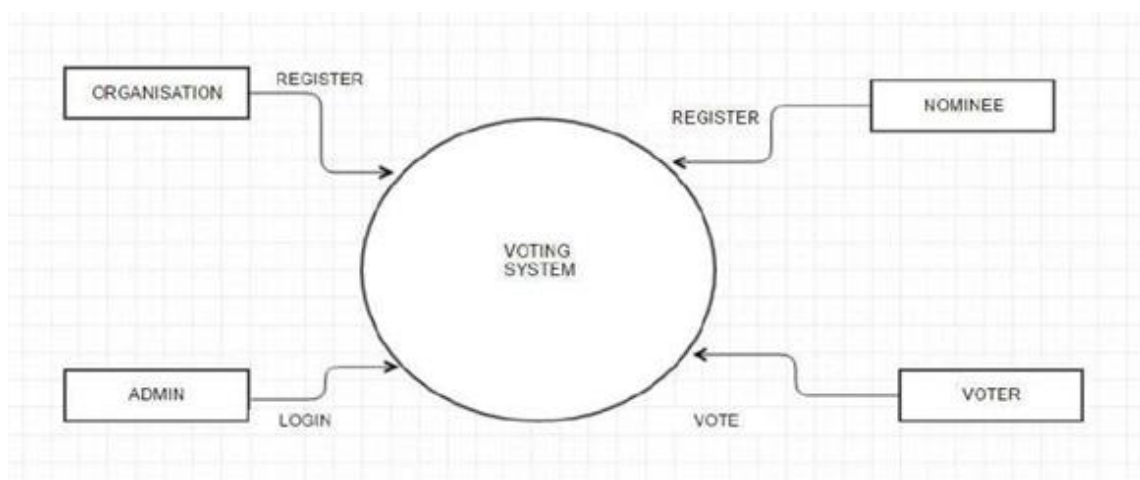 ORGANISATION
REGISTER
REGISTER
NOMINEE
VOTING
SYSTEM
ADMIN
LOGIN
VOTE
VOTER